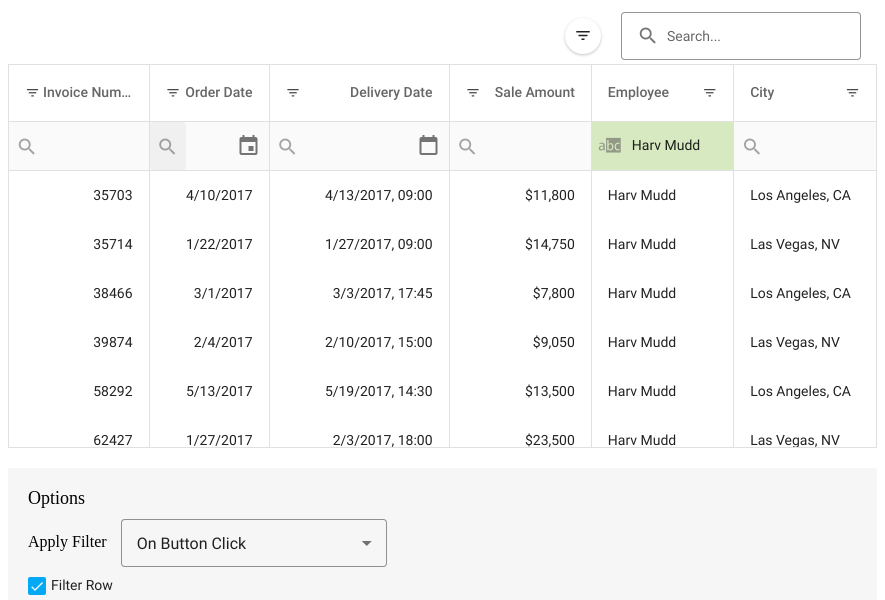 Search...
Invoice Num... Order Date Delivery Date Sale Amount Employee City
abc Harv Mudd
35703 4/10/2017 4/13/2017, 09:00 $11,800 Harv Mudd Los Angeles, CA
35714 1/22/2017 1/27/2017, 09:00 $14,750 Harv Mudd Las Vegas, NV
38466 3/1/2017 3/3/2017, 17:45 $7,800 Harv Mudd Los Angeles, CA
39874 2/4/2017 2/10/2017, 15:00 $9,050 Harv Mudd Las Vegas, NV
58292 5/13/2017 5/19/2017, 14:30 $13,500 Harv Mudd Los Angeles, CA
62427 1/27/2017 2/3/2017, 18:00 $23,500 Harv Mudd Las Vegas, NV
Options
Apply Filter On Button Click
Filter Row